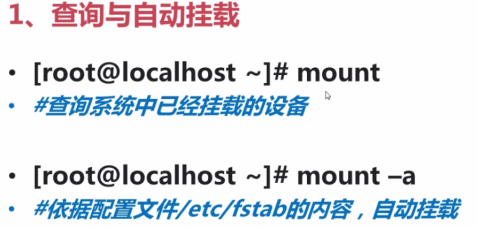 1、查询与自动挂载
• [root@localhost ~]# mount
• #查询系统中已经挂载的设备
• [root@localhost ~]# mount –a
• #依据配置文件/etc/fstab的内容，自动挂载